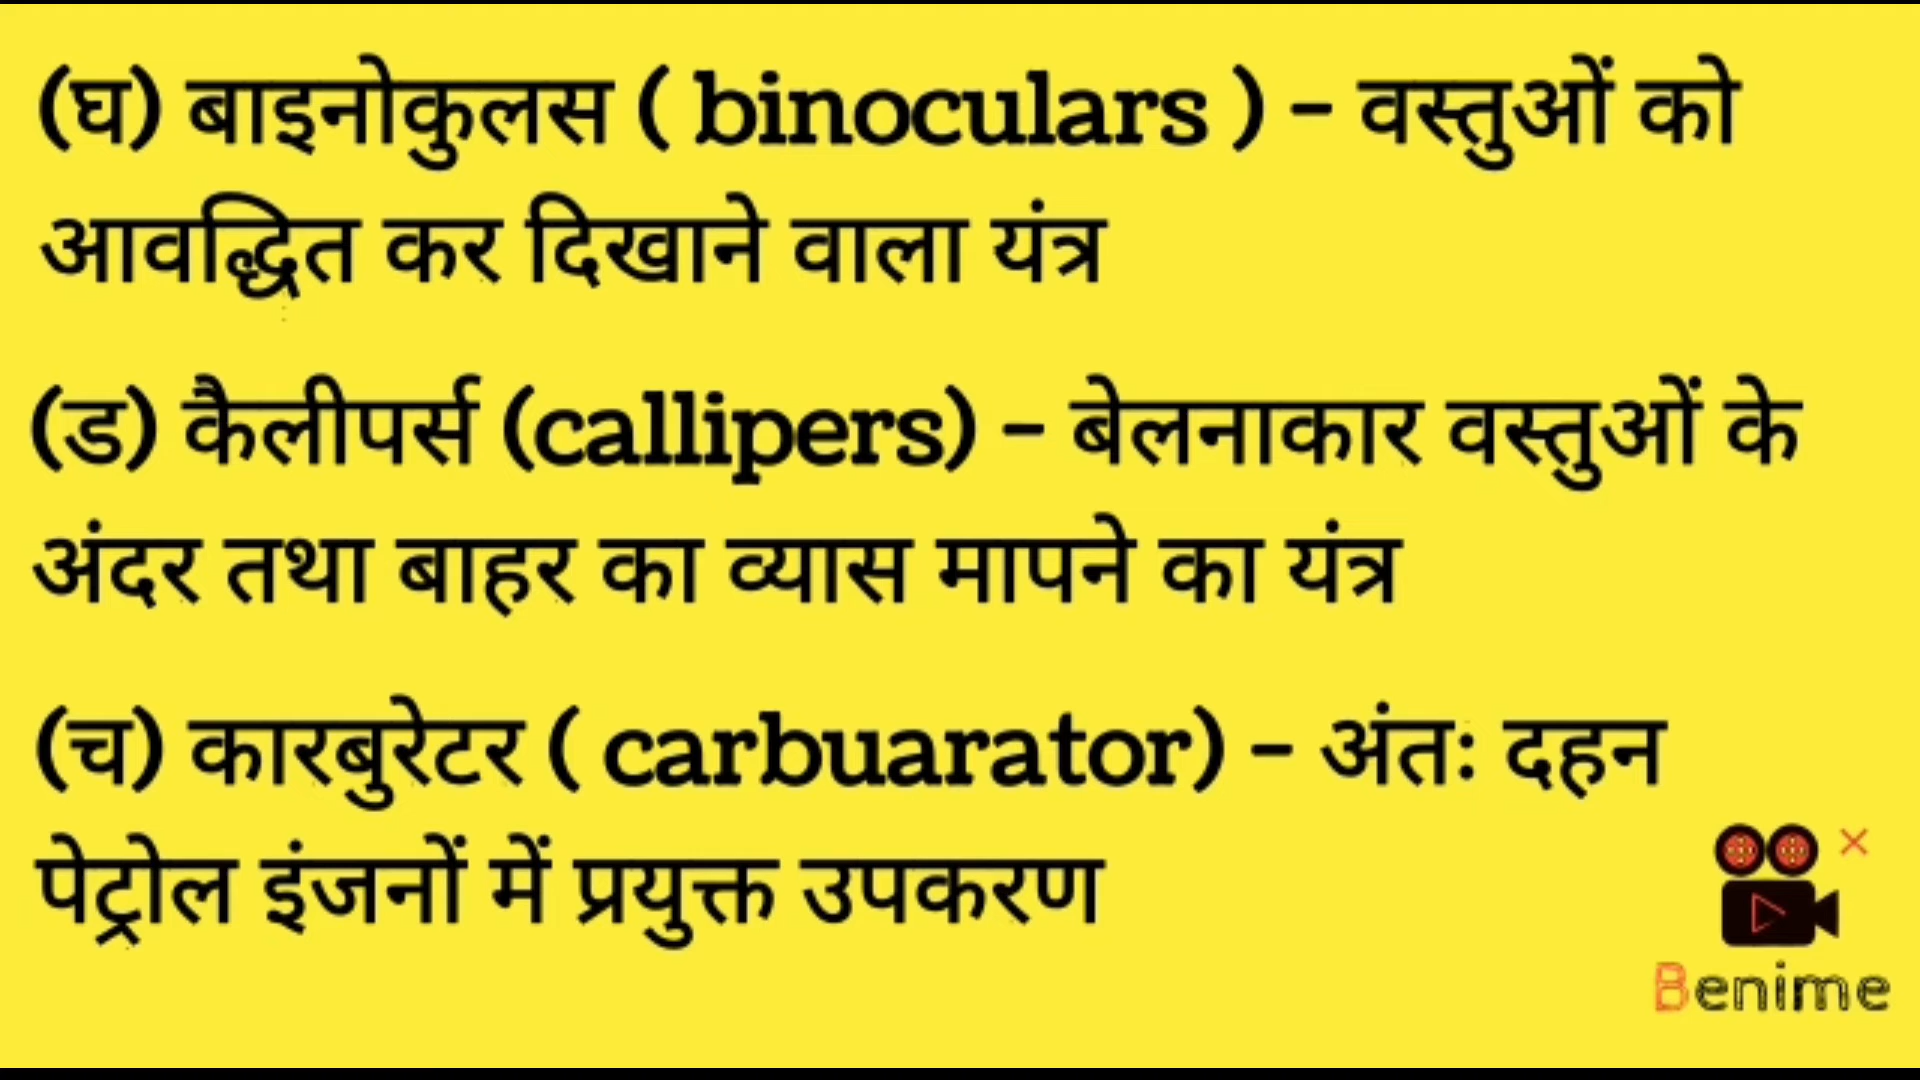 (घ) बाइनोकुलस ( binoculars ) - वस्तुओं को
आवद्धित कर दिखाने वाला यंत्र
(ड) कैलीपर्स (callipers) - बेलनाकार वस्तुओं के
अंदर तथा बाहर का व्यास मापने का यंत्र
(च) कारबुरेटर ( carbuarator) - अंतः दहन
पेट्रोल इंजनों में प्रयुक्त उपकरण
Benime